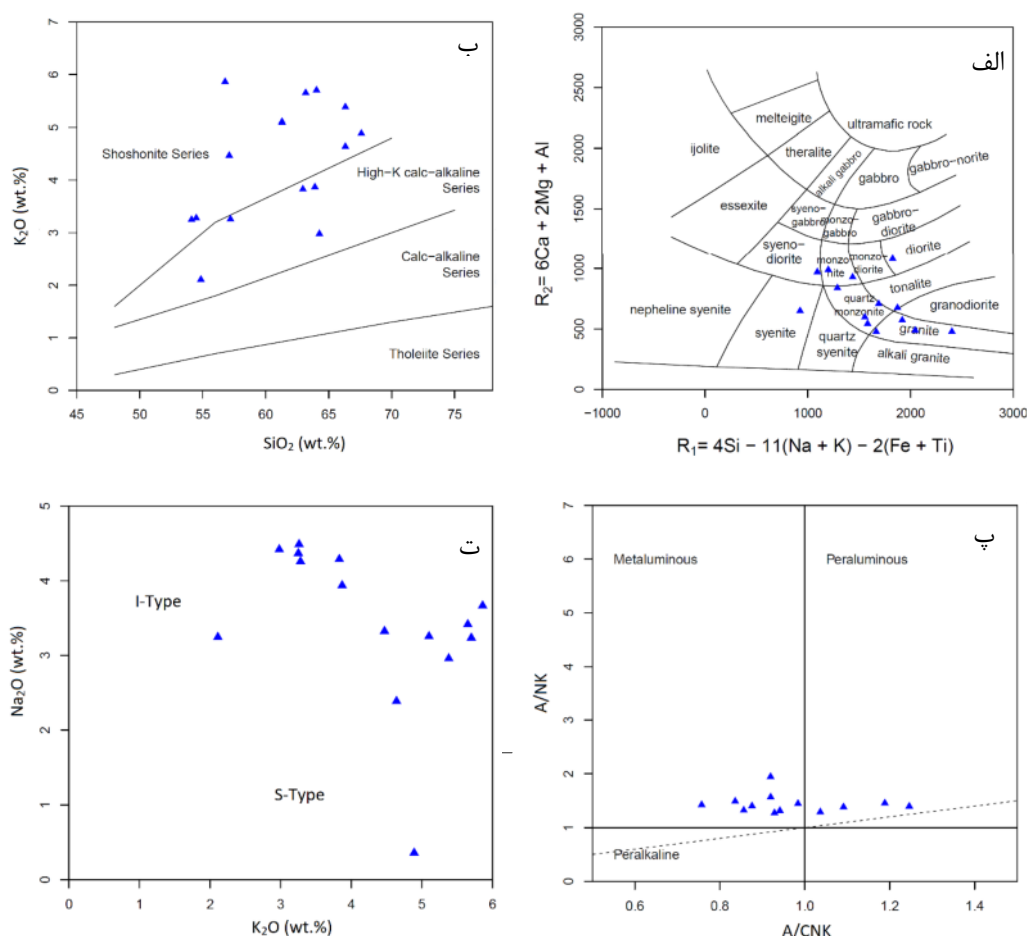 الف
3000
2500
2000
1500
1000
500
0
R₂= 6Ca + 2Mg + Al
ultramafic rock
melteigite
ijolite
theralite
alkali gabbro
gabbro
gabbro-norite
essexite
syeno-
gabbro
monzo-
gabbro
gabbro-
diorite
syeno-
diorite
monzo
nite
monzo-
diorite
diorite
tonalite
nepheline syenite
quartz
monzonite
granodiorite
granite
syenite
quartz
syenite
alkali granite
−1000 0 1000 2000 3000
R₁= 4Si − 11(Na + K) − 2(Fe + Ti)
ب
7
6
5
4
3
2
1
0
K₂O (wt.%)
Shoshonite Series
High−K calc−alkaline
Series
Calc−alkaline
Series
Tholeiite Series
45 50 55 60 65 70 75
SiO₂ (wt.%)
پ
7
6
5
4
3
2
1
0
A/NK
Metaluminous
Peraluminous
Peralkaline
0.6 0.8 1.0 1.2 1.4
A/CNK
ت
5
4
3
2
1
0
Na₂O (wt.%)
I-Type
S-Type
0 1 2 3 4 5 6
K₂O (wt.%)